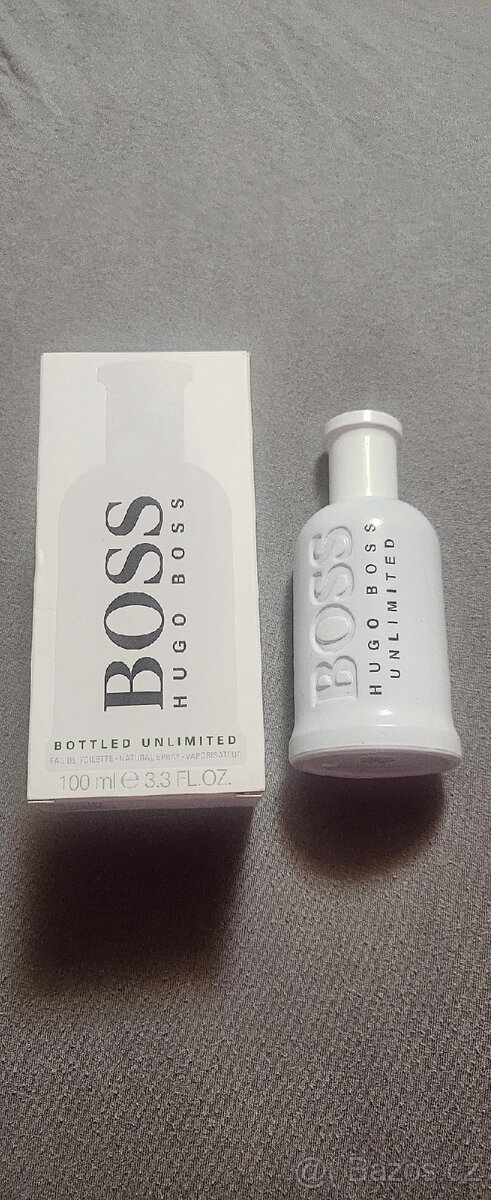 BOSS
HUGO BOSS
BOTTLED UNLIMITED
EAU DE TOILETTE • NATURAL SPRAY • VAPORISATEUR
100 ml ℮ 3.3 FL.OZ.
BOSS
HUGO BOSS
UNLIMITED
Bazos.cz